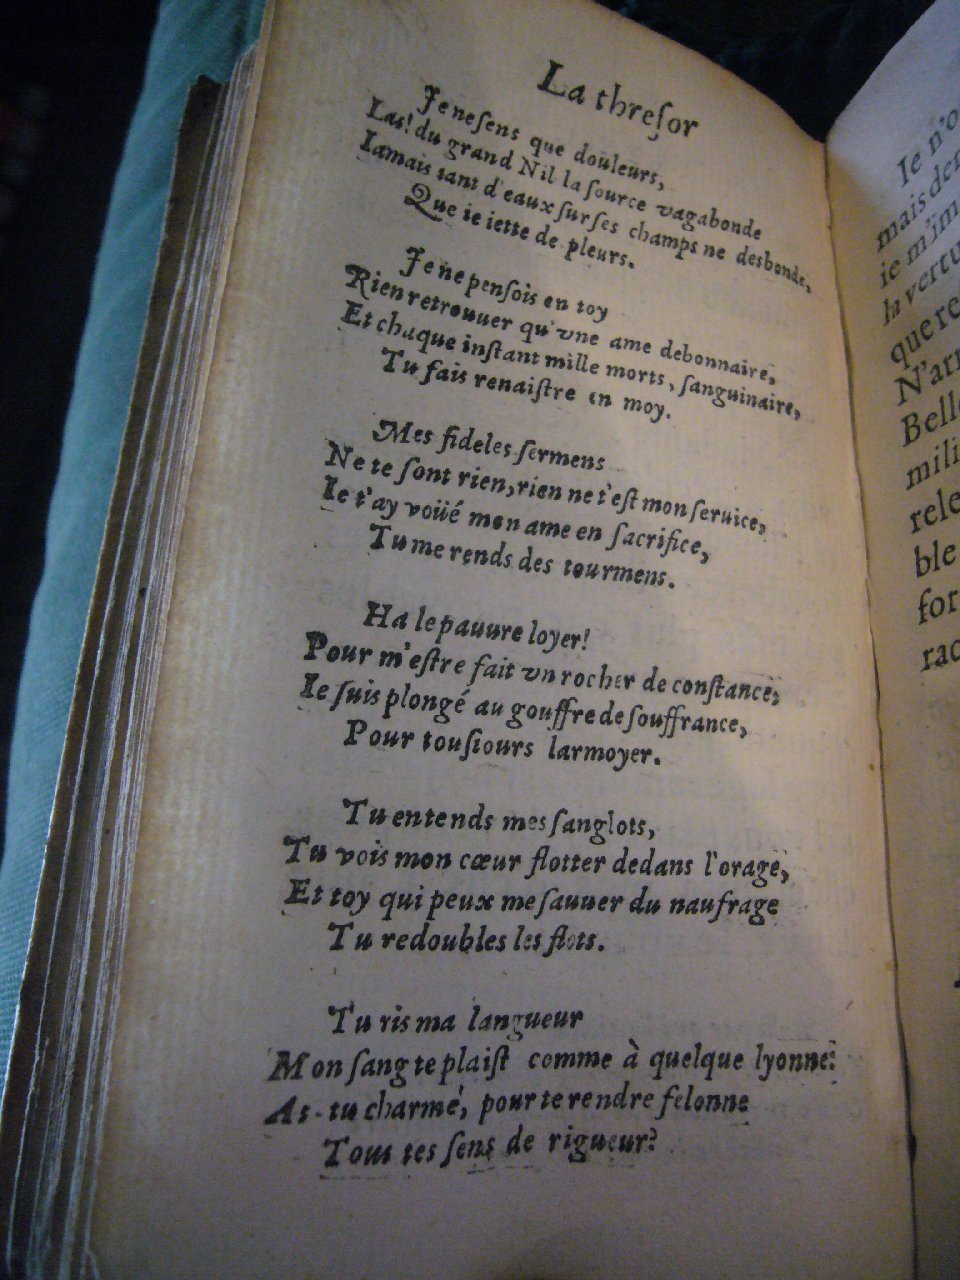 La thresor
Je ne sens que douleurs,
Las! du grand Nil la source vagabonde
Iamais tant d'eaux sur ses champs ne desbonde,
Que ie iette de pleurs.
Je ne pensois en toy
Rien retrouuer qu'vne ame debonnaire,
Et chaque instant mille morts, sanguinaire,
Tu fais renaistre en moy.
Mes fideles sermens
Ne te sont rien, rien ne t'est mon seruice,
Ie t'ay voüé mon ame en sacrifice,
Tu me rends des tourmens.
Ha le pauure loyer!
Pour m'estre fait vn rocher de constance,
Ie suis plongé au gouffre de souffrance,
Pour tousiours larmoyer.
Tu entends mes sanglots,
Tu vois mon cœur flotter dedans l'orage,
Et toy qui peux me sauuer du naufrage
Tu redoubles les flots.
Tu ris ma langueur
Mon sang te plaist comme à quelque lyonne:
As-tu charmé, pour te rendre felonne
Tous tes sens de rigueur?
Ie n'o
mais de
ie m'im
la vertu
que re
N'arr
Bell
mili
rele
ble
for
rac